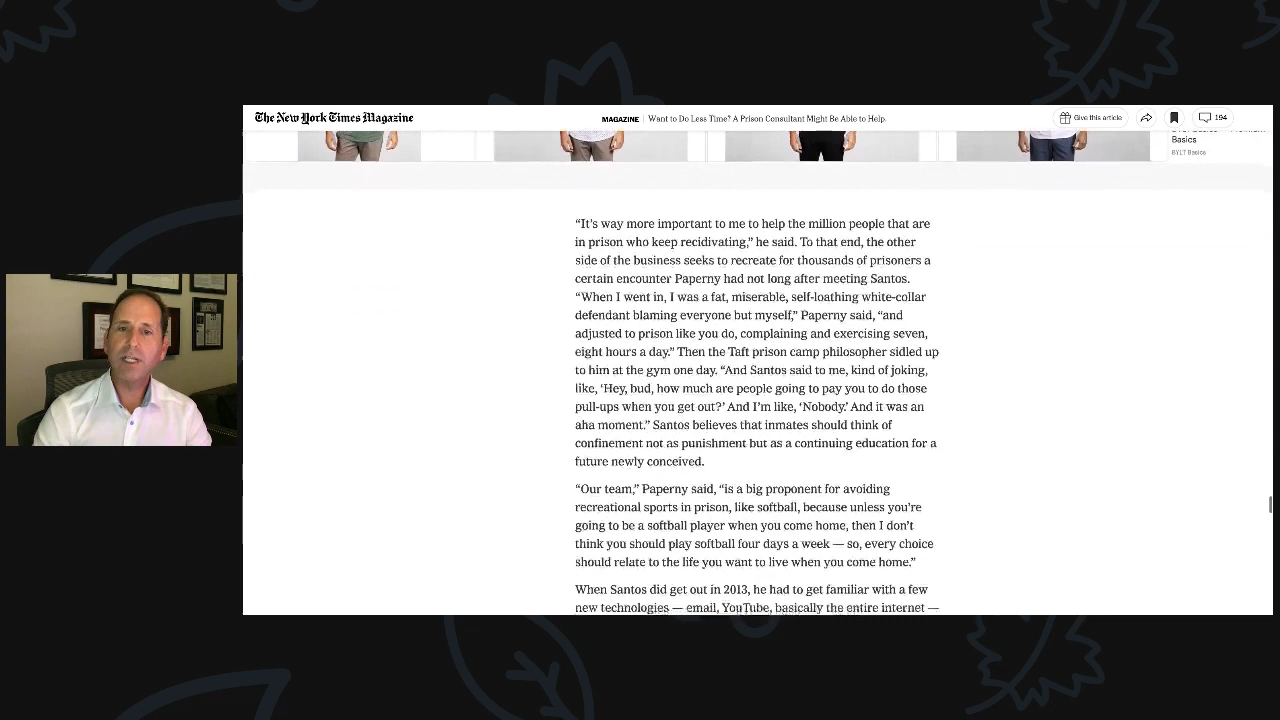 The New York Times Magazine
MAGAZINE | Want to Do Less Time? A Prison Consultant Might Be Able to Help.
Give this article
194
Basics
BYLT Basics
“It’s way more important to me to help the million people that are
in prison who keep recidivating,” he said. To that end, the other
side of the business seeks to recreate for thousands of prisoners a
certain encounter Paperny had not long after meeting Santos.
“When I went in, I was a fat, miserable, self-loathing white-collar
defendant blaming everyone but myself,” Paperny said, “and
adjusted to prison like you do, complaining and exercising seven,
eight hours a day.” Then the Taft prison camp philosopher sidled up
to him at the gym one day. “And Santos said to me, kind of joking,
like, ‘Hey, bud, how much are people going to pay you to do those
pull-ups when you get out?’ And I’m like, ‘Nobody.’ And it was an
aha moment.” Santos believes that inmates should think of
confinement not as punishment but as a continuing education for a
future newly conceived.
“Our team,” Paperny said, “is a big proponent for avoiding
recreational sports in prison, like softball, because unless you’re
going to be a softball player when you come home, then I don’t
think you should play softball four days a week — so, every choice
should relate to the life you want to live when you come home.”
When Santos did get out in 2013, he had to get familiar with a few
new technologies — email, YouTube, basically the entire internet —